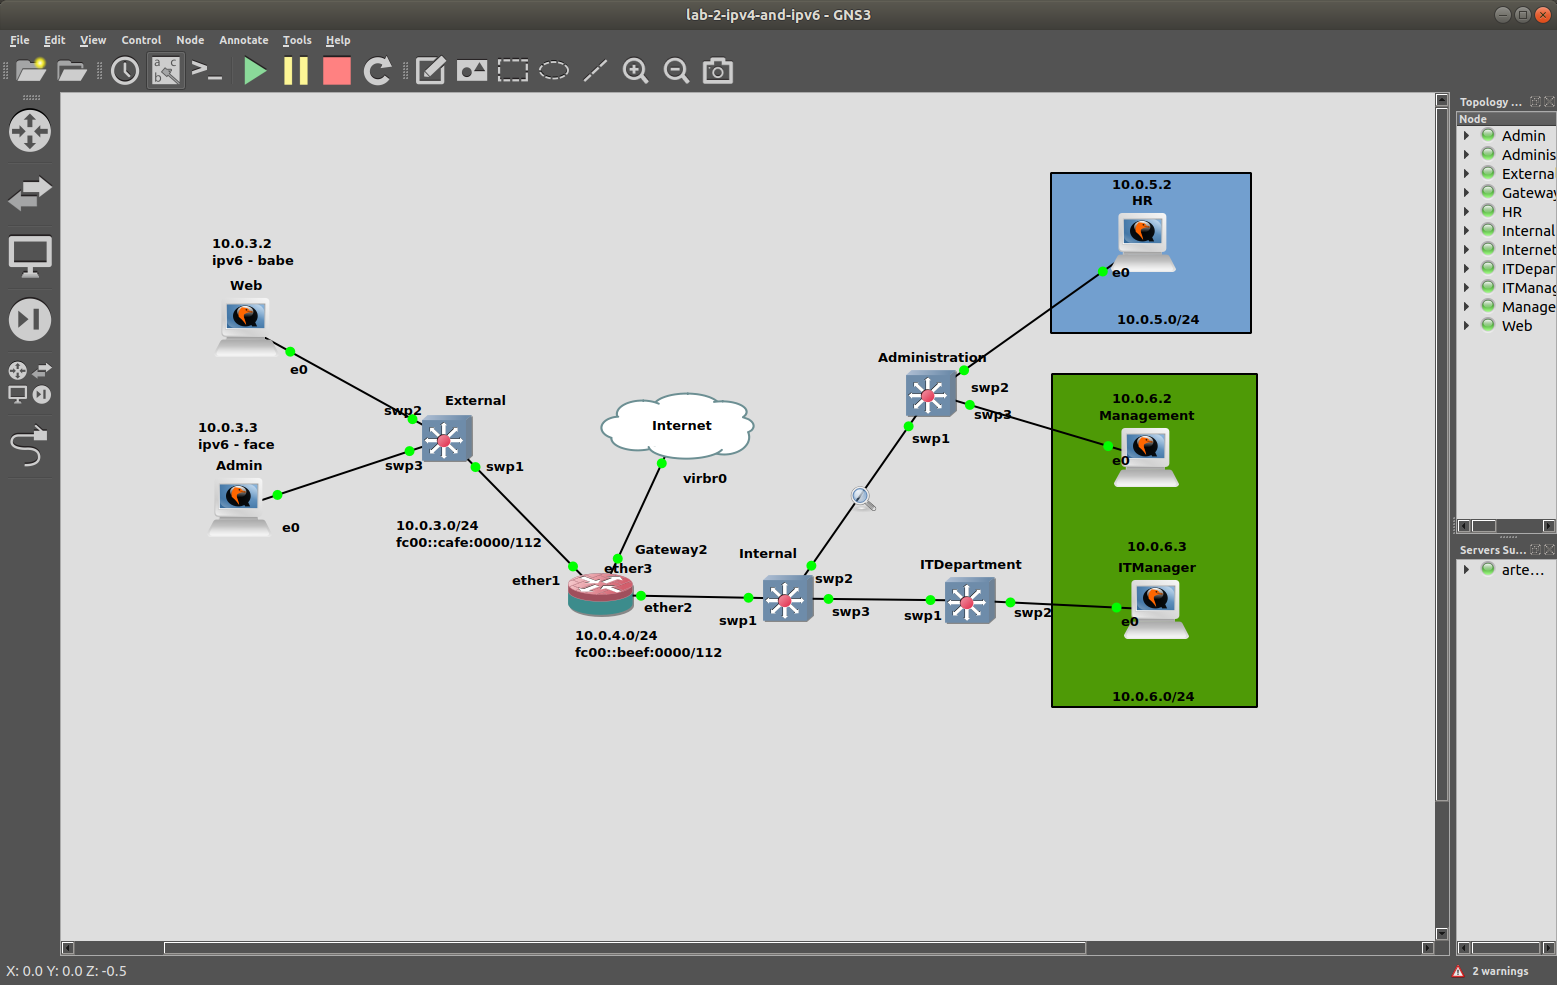 lab-2-ipv4-and-ipv6 - GNS3
File Edit View Control Node Annotate Tools Help
Topology ...
Node
Admin
Adminis
Externa
Gateway
HR
Internal
Internet
ITDepar
ITManag
Manage
Web
Servers Su...
arte...
10.0.3.2
ipv6 - babe
Web
e0
10.0.3.3
ipv6 - face
Admin
e0
External
swp2
swp3
swp1
10.0.3.0/24
fc00::cafe:0000/112
Internet
virbr0
Gateway2
ether3
ether1
ether2
10.0.4.0/24
fc00::beef:0000/112
Internal
swp2
swp1
swp3
Administration
swp2
swp3
swp1
ITDepartment
swp1
swp2
10.0.5.2
HR
e0
10.0.5.0/24
10.0.6.2
Management
e0
10.0.6.3
ITManager
e0
10.0.6.0/24
X: 0.0 Y: 0.0 Z: -0.5
2 warnings